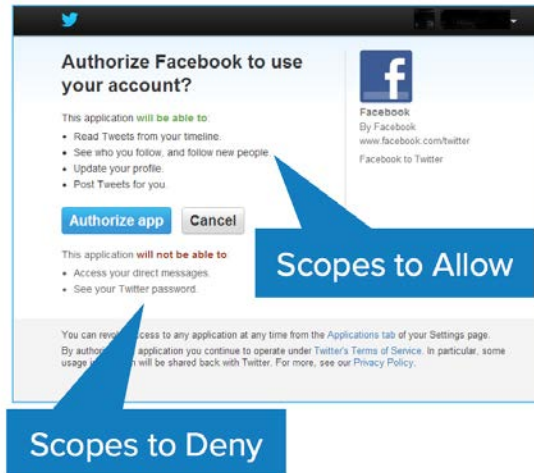 Authorize Facebook to use
your account?
This application will be able to:
• Read Tweets from your timeline.
• See who you follow, and follow new people.
• Update your profile.
• Post Tweets for you.
Authorize app
Cancel
This application will not be able to
• Access your direct messages.
• See your Twitter password.
Facebook
By Facebook
www.facebook.com/twitter
Facebook to Twitter
Scopes to Allow
You can access to any application at any time from the Applications tab of your Settings page.
By application you continue to operate under Twitter's Terms of Service. In particular, some
usage will be shared back with Twitter. For more, see our Privacy Policy.
Scopes to Deny